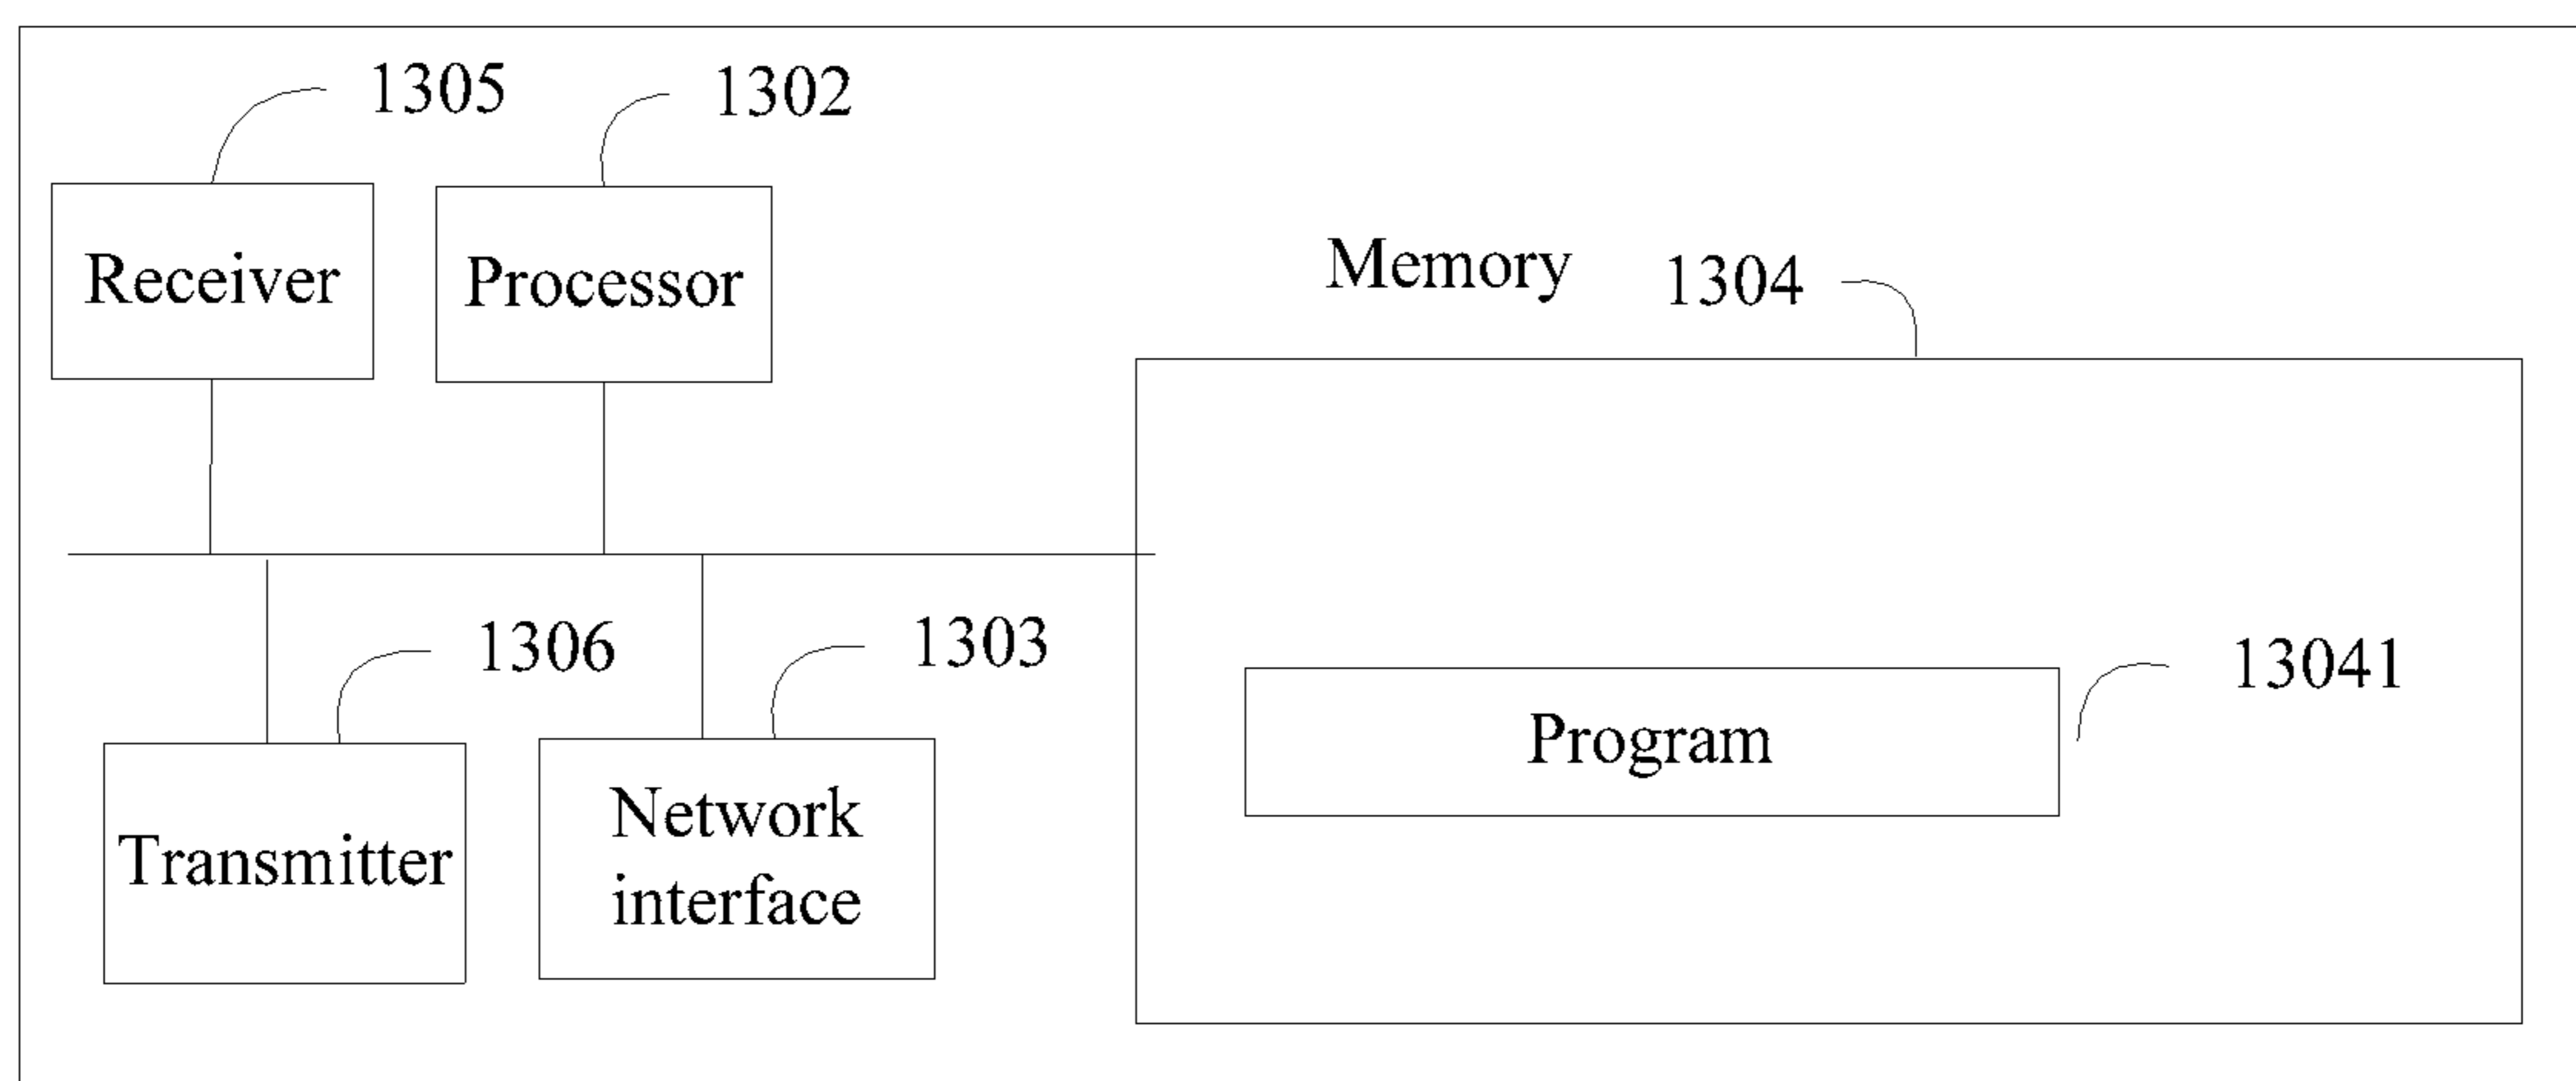 1305
1302
Receiver
Processor
Memory
1304
1306
1303
13041
Transmitter
Network
interface
Program